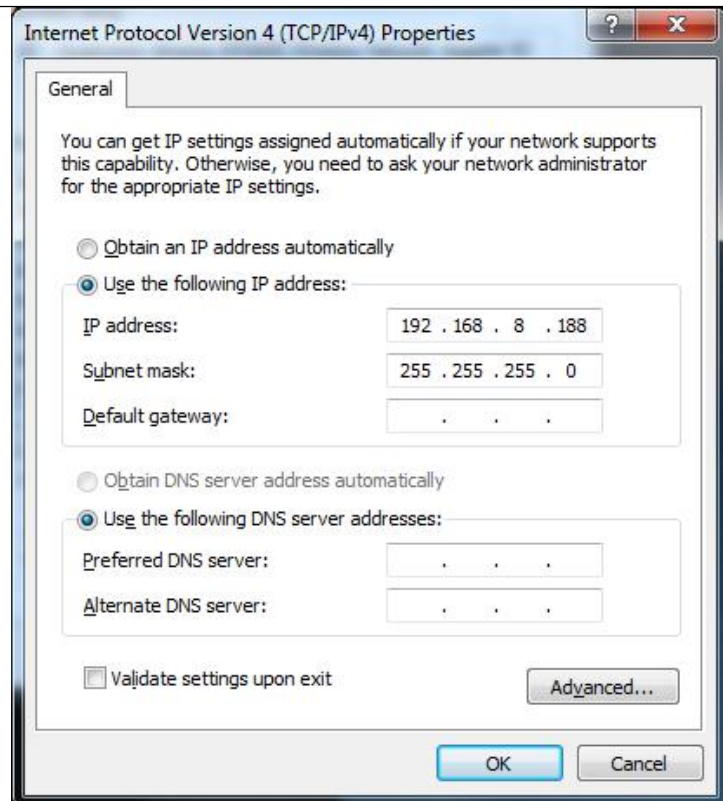 Internet Protocol Version 4 (TCP/IPv4) Properties
?
X
General
You can get IP settings assigned automatically if your network supports
this capability. Otherwise, you need to ask your network administrator
for the appropriate IP settings.
Obtain an IP address automatically
Use the following IP address:
IP address: 192 . 168 . 8 . 188
Subnet mask: 255 . 255 . 255 . 0
Default gateway: . . .
Obtain DNS server address automatically
Use the following DNS server addresses:
Preferred DNS server: . . .
Alternate DNS server: . . .
Validate settings upon exit
Advanced...
OK Cancel